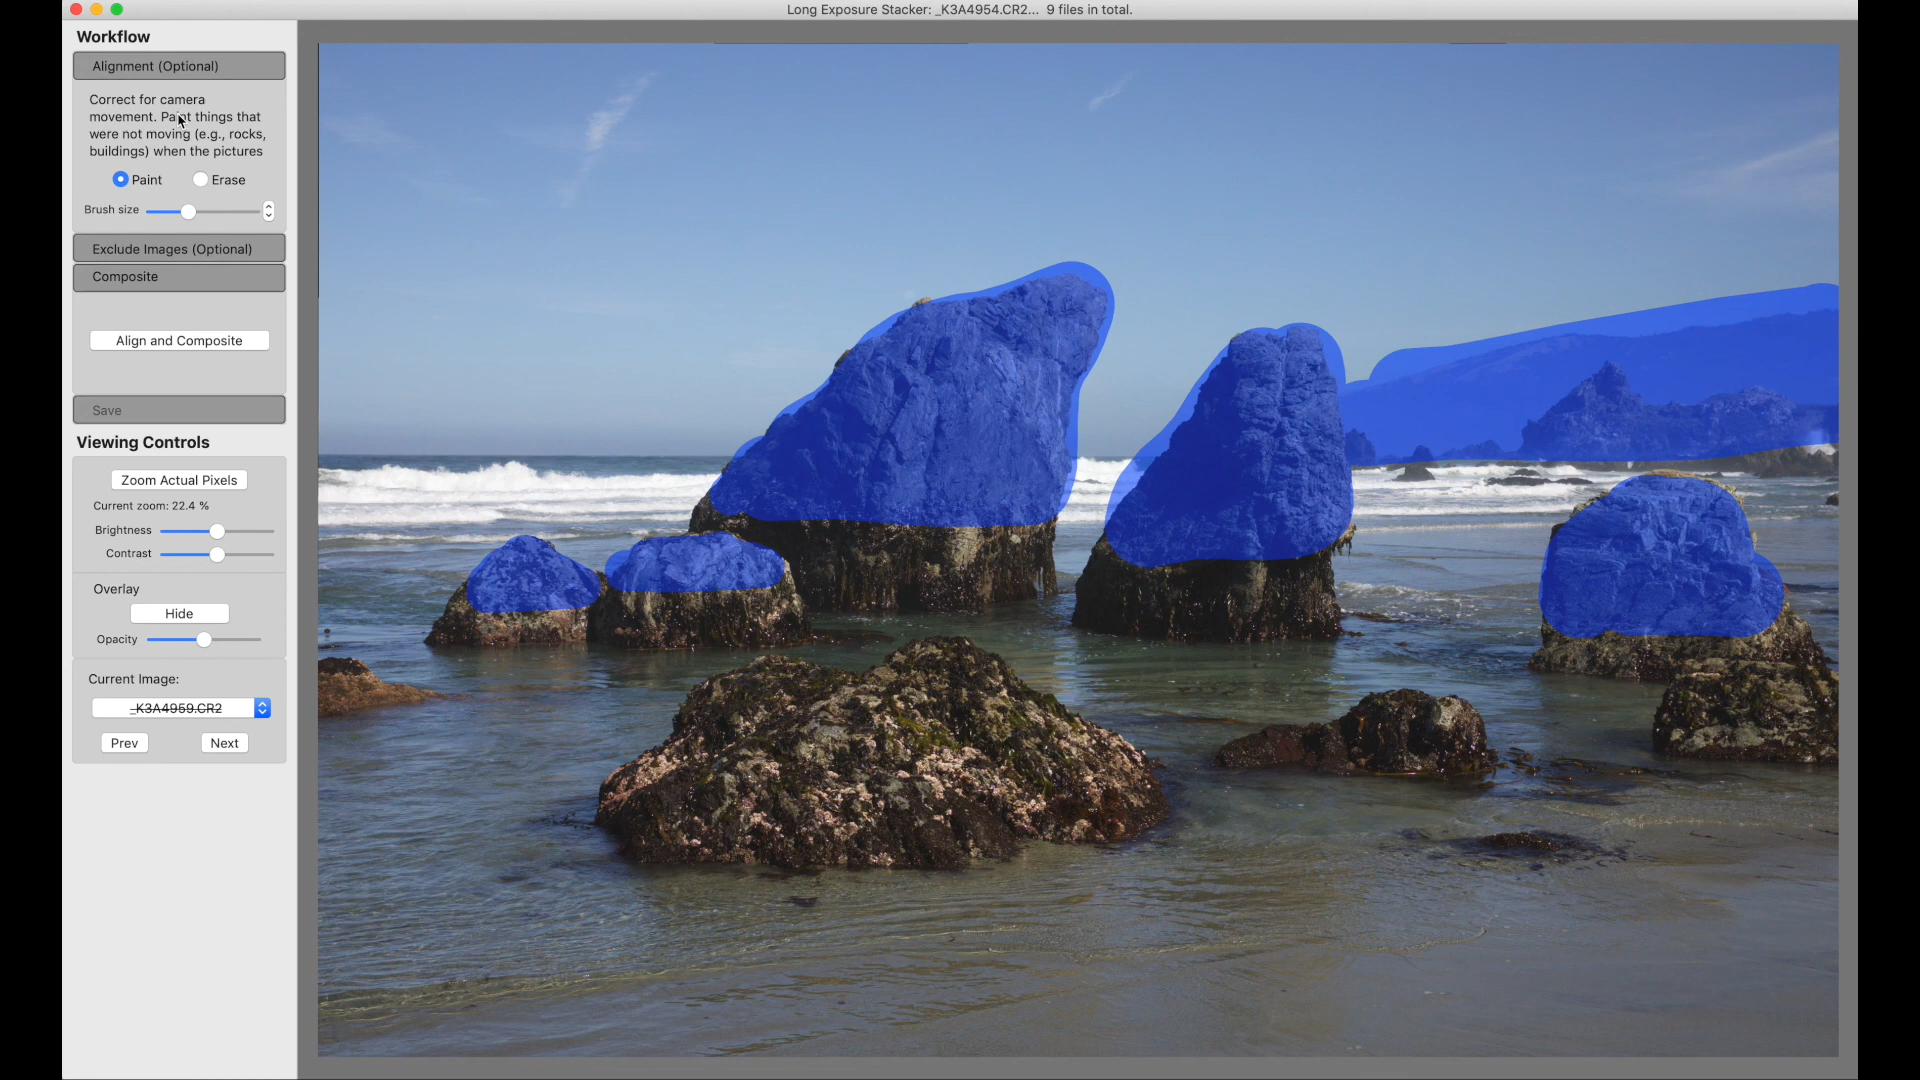 Long Exposure Stacker: _K3A4954.CR2... 9 files in total.
Workflow
Alignment (Optional)
Correct for camera
movement. Paint things that
were not moving (e.g., rocks,
buildings) when the pictures
Paint
Erase
Brush size
Exclude Images (Optional)
Composite
Align and Composite
Save
Viewing Controls
Zoom Actual Pixels
Current zoom: 22.4 %
Brightness
Contrast
Overlay
Hide
Opacity
Current Image:
_K3A4959.CR2
Prev
Next